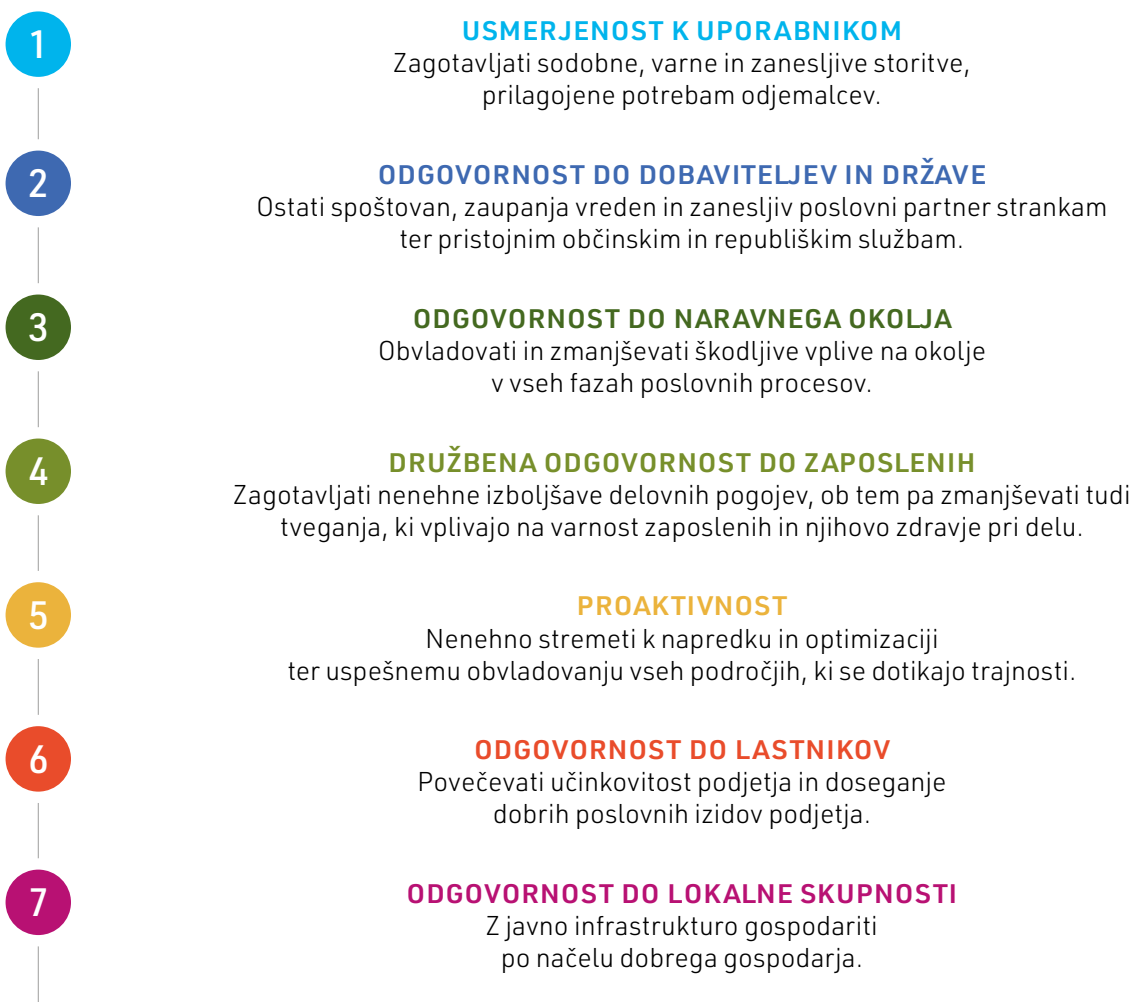 1
USMERJENOST K UPORABNIKOM
Zagotavljati sodobne, varne in zanesljive storitve,
prilagojene potrebam odjemalcev.
2
ODGOVORNOST DO DOBAVITELJEV IN DRŽAVE
Ostati spoštovan, zaupanja vreden in zanesljiv poslovni partner strankam
ter pristojnim občinskim in republiškim službam.
3
ODGOVORNOST DO NARAVNEGA OKOLJA
Obvladovati in zmanjševati škodljive vplive na okolje
v vseh fazah poslovnih procesov.
4
DRUŽBENA ODGOVORNOST DO ZAPOSLENIH
Zagotavljati nenehne izboljšave delovnih pogojev, ob tem pa zmanjševati tudi
tveganja, ki vplivajo na varnost zaposlenih in njihovo zdravje pri delu.
5
PROAKTIVNOST
Nenehno stremeti k napredku in optimizaciji
ter uspešnemu obvladovanju vseh področjih, ki se dotikajo trajnosti.
6
ODGOVORNOST DO LASTNIKOV
Povečevati učinkovitost podjetja in doseganje
dobrih poslovnih izidov podjetja.
7
ODGOVORNOST DO LOKALNE SKUPNOSTI
Z javno infrastrukturo gospodariti
po načelu dobrega gospodarja.